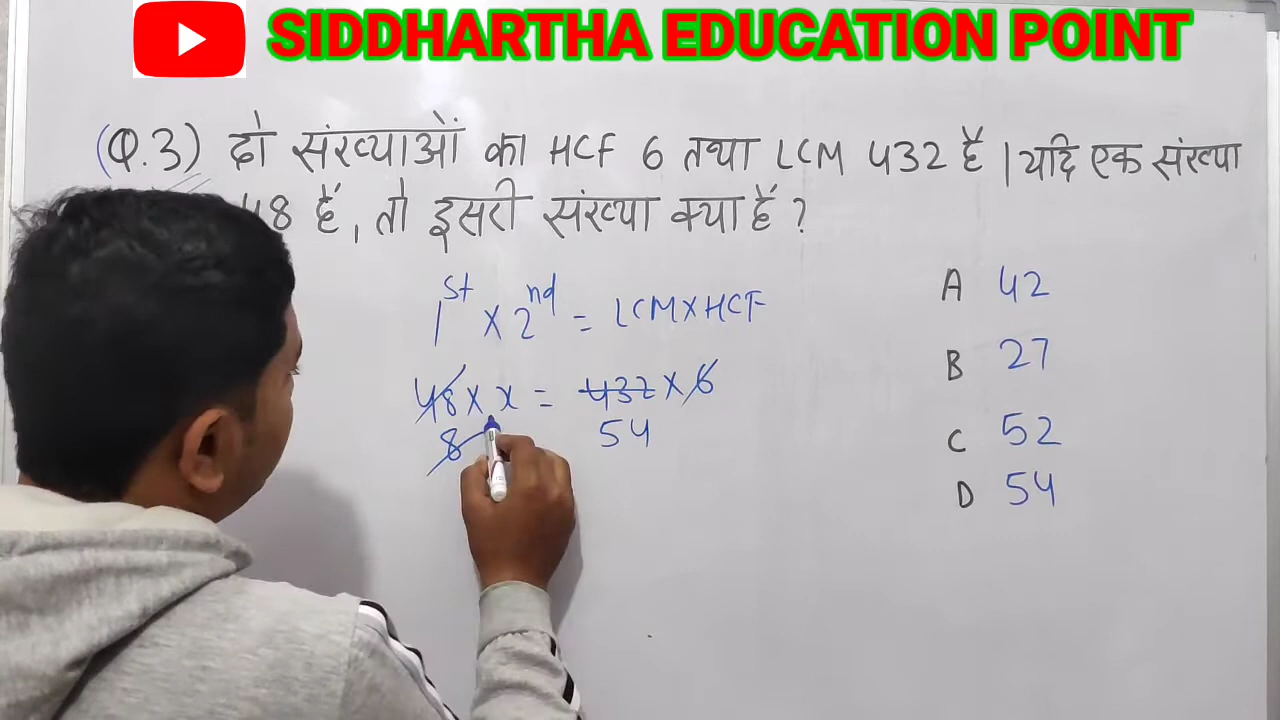 SIDDHARTHA EDUCATION POINT
(Q.3) दो संख्याओं का HCF 6 तथा LCM 432 है | यदि एक संख्या
48 हैं, तो इसरी संख्या क्या हैं ?
1st × 2nd = LCM×HCF
48 × x = 432 × 6
8 54
A 42
B 27
C 52
D 54